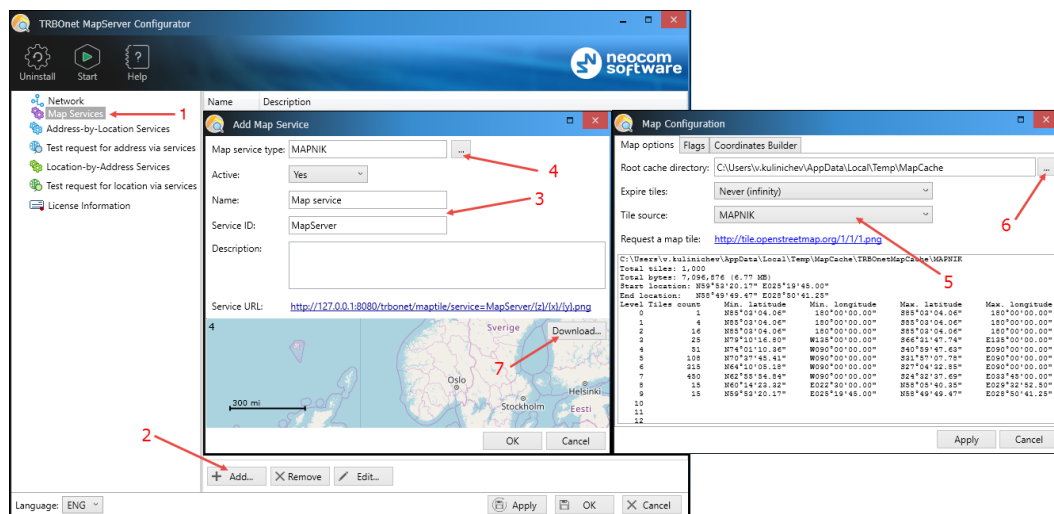 TRBOnet MapServer Configurator
Uninstall
Start
Help
neocom
software
Network
Map Services
Address-by-Location Services
Test request for address via services
Location-by-Address Services
Test request for location via services
License Information
1
Name Description
Add Map Service
Map service type: MAPNIK ...
4
Active: Yes
Name: Map service
3
Service ID: MapServer
Description:
Service URL: http://127.0.0.1:8080/trbonet/maptile/service=MapServer/{z}/{x}/{y}.png
4
Sverige
Download...
7
Oslo
Helsinki
Stockholm
Eesti
300 mi
OK Cancel
2
Add... Remove Edit...
Language: ENG
Apply OK Cancel
Map Configuration
Map options Flags Coordinates Builder
Root cache directory: C:\Users\v.kulinichev\AppData\Local\Temp\MapCache ...
Expire tiles: Never (infinity)
6
Tile source: MAPNIK
Request a map tile: http://tile.openstreetmap.org/1/1/1.png
5
C:\Users\v.kulinichev\AppData\Local\Temp\MapCache\TRBOnetMapCache\MAPNIK
Total tiles: 1,000
Total bytes: 7,096,876 (6.77 MB)
Start location: N59°53'20.17" E025°19'45.00"
End location: N58°49'49.47" E028°50'41.25"
Level Tiles count Min. latitude Min. longitude Max. latitude Max. longitude
0 1 N85°03'04.06" 180°00'00.00" S85°03'04.06" 180°00'00.00"
1 4 N85°03'04.06" 180°00'00.00" S85°03'04.06" 180°00'00.00"
2 16 N85°03'04.06" 180°00'00.00" S85°03'04.06" 180°00'00.00"
3 25 N79°10'16.80" W135°00'00.00" S66°31'47.74" E135°00'00.00"
4 51 N74°01'10.36" W090°00'00.00" S40°59'47.63" E090°00'00.00"
5 108 N70°37'45.41" W090°00'00.00" S31°57'07.78" E090°00'00.00"
6 315 N64°10'05.18" W090°00'00.00" S27°04'32.85" E090°00'00.00"
7 450 N62°55'54.84" W090°00'00.00" S24°32'37.69" E033°45'00.00"
8 15 N60°14'23.32" E022°30'00.00" N58°05'40.35" E029°32'52.50"
9 15 N59°53'20.17" E025°19'45.00" N58°49'49.47" E028°50'41.25"
10
11
12
Apply Cancel